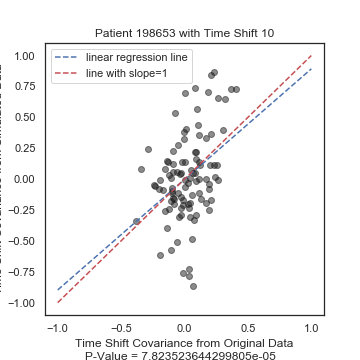 Patient 198653 with Time Shift 10
linear regression line
line with slope=1
1.00
0.75
0.50
0.25
0.00
−0.25
−0.50
−0.75
−1.00
−1.0
−0.5
0.0
0.5
1.0
Time Shift Covariance from Original Data
P-Value = 7.823523644299805e-05